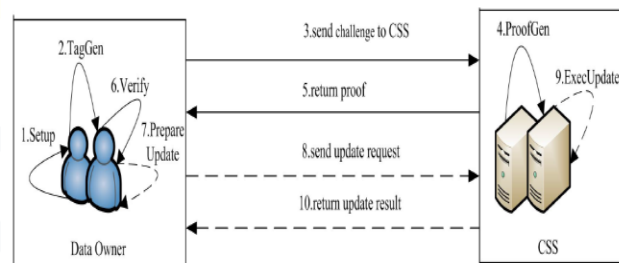 2.TagGen
3.send challenge to CSS
4.ProofGen
6.Verify
5.return proof
9.ExecUpdate
1.Setup
7.Prepare
Update
8.send update request
10.return update result
Data Owner
CSS